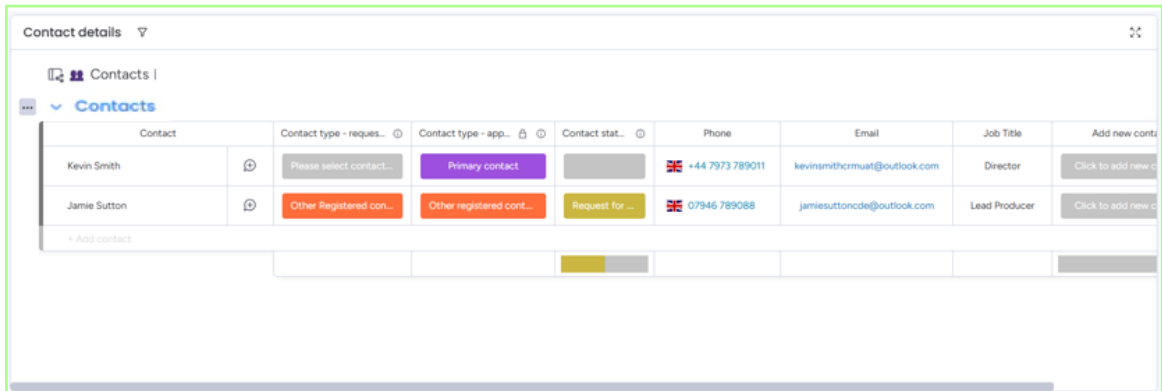 Contact details
Contacts |
Contacts
Contact Contact type - reques... Contact type - app... Contact stat... Phone Email Job Title Add new conta
Kevin Smith Please select contact... Primary contact +44 7973 789011 kevinsmithcrmuat@outlook.com Director Click to add new c
Jamie Sutton Other Registered con... Other registered cont... Request for ... 07946 789088 jamiesuttoncde@outlook.com Lead Producer Click to add new c
+ Add contact